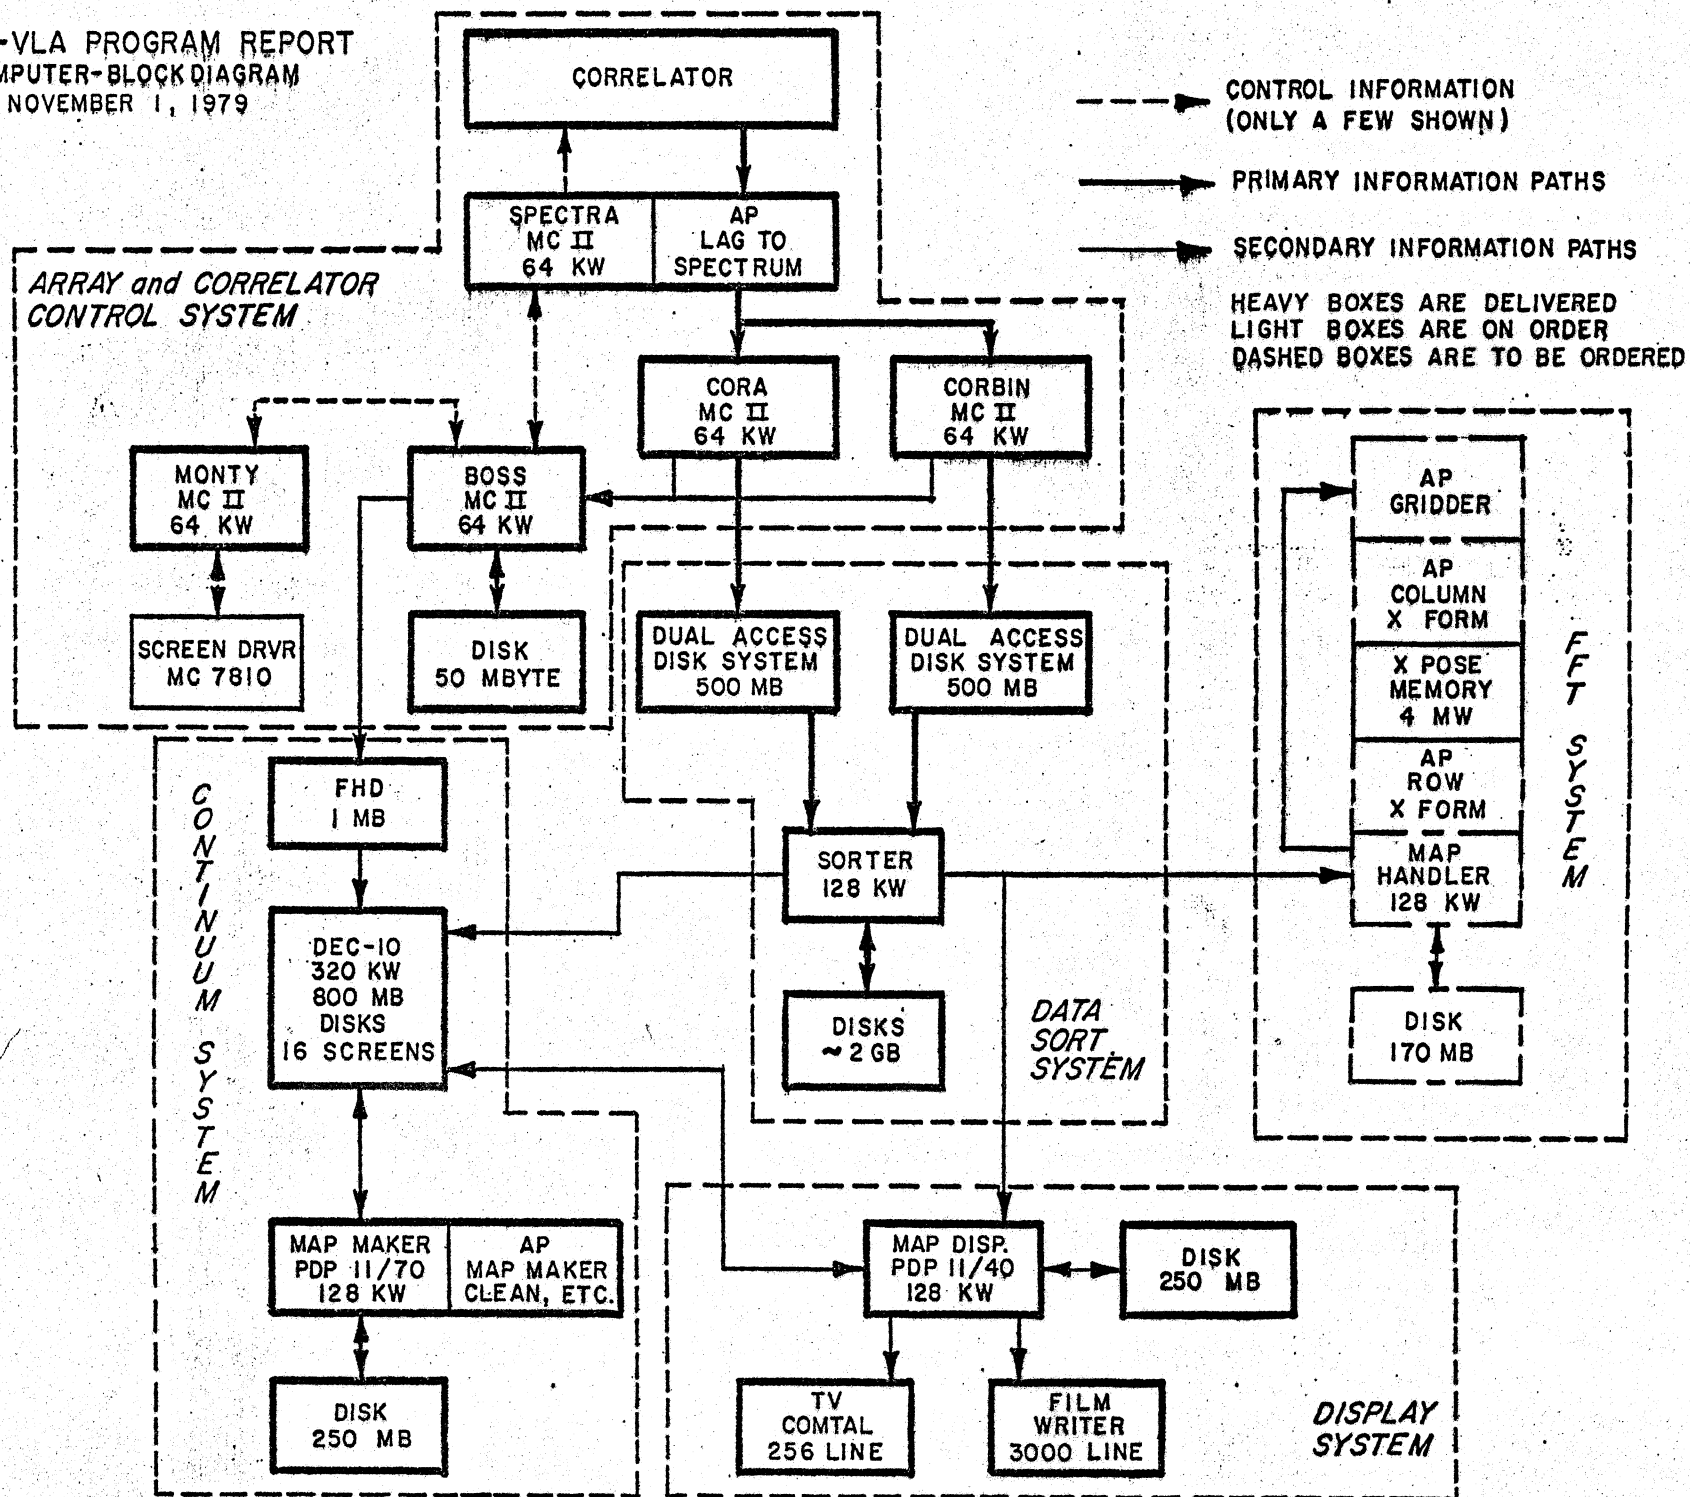 -VLA PROGRAM REPORT
MPUTER-BLOCK DIAGRAM
NOVEMBER 1, 1979
CORRELATOR
CONTROL INFORMATION
(ONLY A FEW SHOWN)
PRIMARY INFORMATION PATHS
SECONDARY INFORMATION PATHS
HEAVY BOXES ARE DELIVERED
LIGHT BOXES ARE ON ORDER
DASHED BOXES ARE TO BE ORDERED
SPECTRA
MC II
64 KW
AP
LAG TO
SPECTRUM
ARRAY and CORRELATOR
CONTROL SYSTEM
CORA
MC II
64 KW
CORBIN
MC II
64 KW
MONTY
MC II
64 KW
BOSS
MC II
64 KW
SCREEN DRVR
MC 7810
DISK
50 MBYTE
DUAL ACCESS
DISK SYSTEM
500 MB
DUAL ACCESS
DISK SYSTEM
500 MB
AP
GRIDDER
AP
COLUMN
X FORM
X POSE
MEMORY
4 MW
AP
ROW
X FORM
MAP
HANDLER
128 KW
DISK
170 MB
FFT SYSTEM
CONTINUUM SYSTEM
FHD
1 MB
DEC-10
320 KW
800 MB
DISKS
16 SCREENS
SORTER
128 KW
DISKS
~ 2 GB
DATA
SORT
SYSTEM
MAP MAKER
PDP 11/70
128 KW
AP
MAP MAKER
CLEAN, ETC.
DISK
250 MB
MAP DISP.
PDP 11/40
128 KW
DISK
250 MB
TV
COMTAL
256 LINE
FILM
WRITER
3000 LINE
DISPLAY
SYSTEM